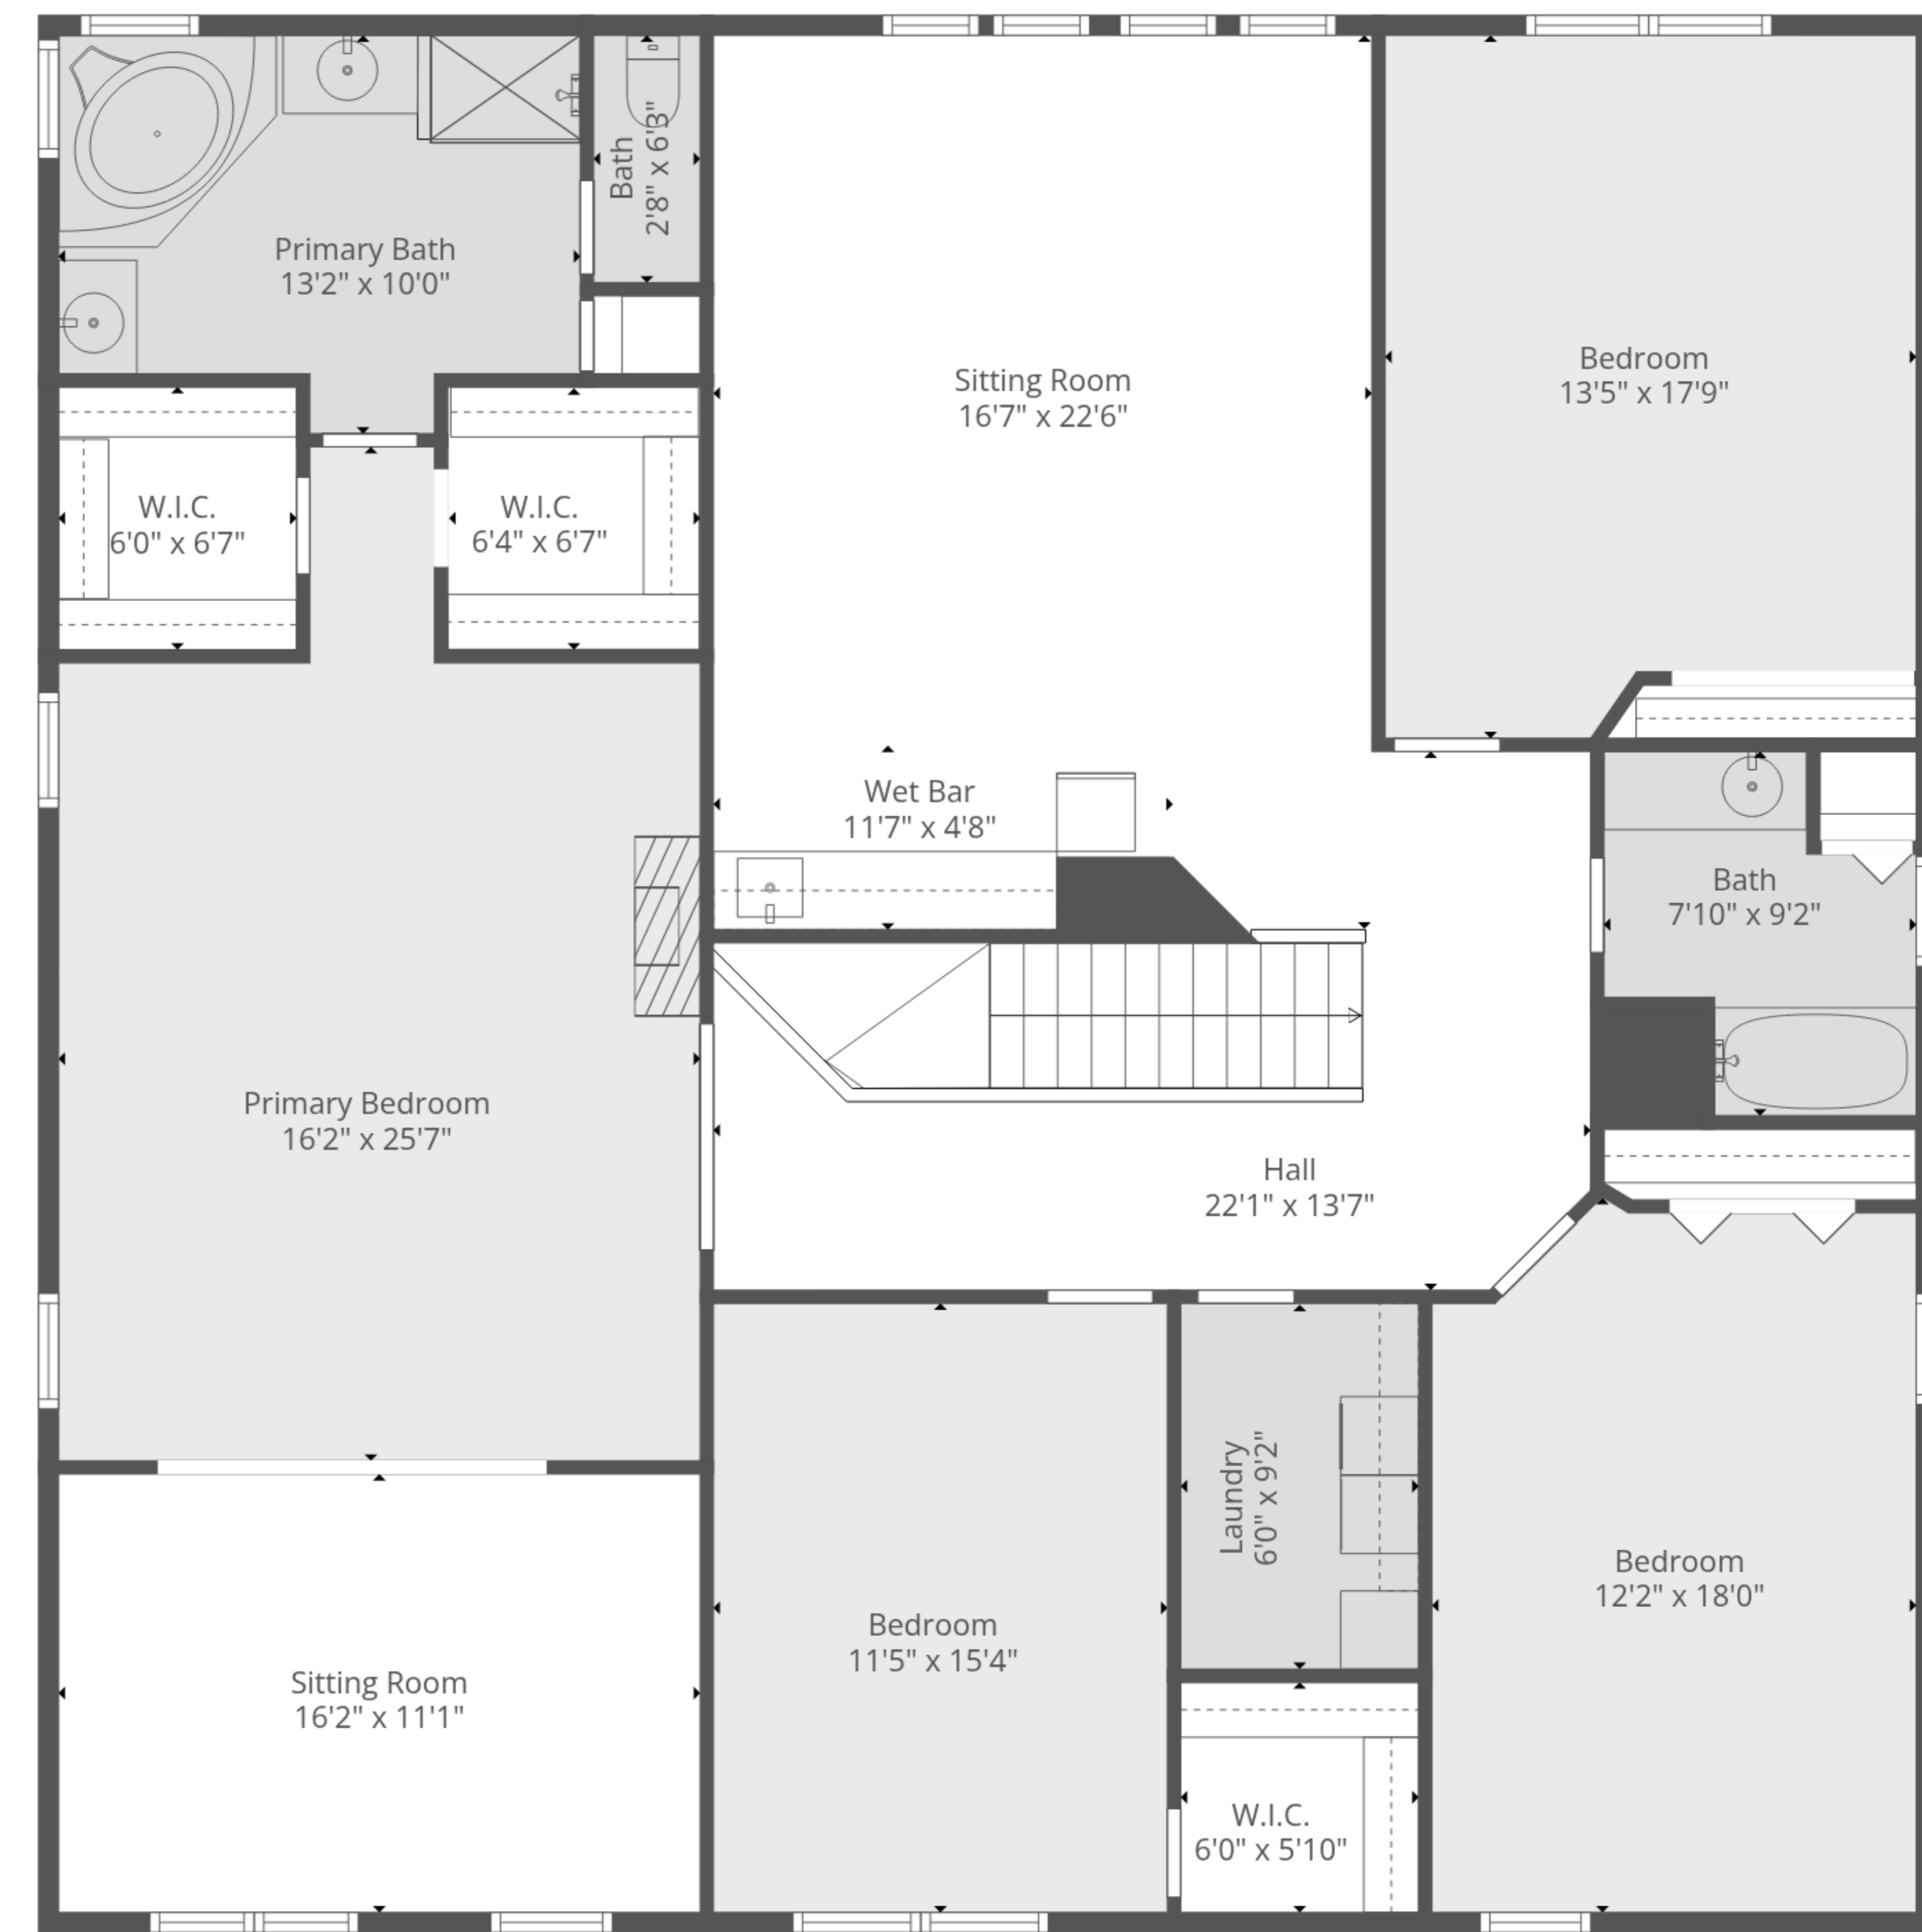 Bath
2'8" x 6'3"
Primary Bath
13'2" x 10'0"
Sitting Room
16'7" x 22'6"
Bedroom
13'5" x 17'9"
W.I.C.
6'0" x 6'7"
W.I.C.
6'4" x 6'7"
Wet Bar
11'7" x 4'8"
Bath
7'10" x 9'2"
Primary Bedroom
16'2" x 25'7"
Hall
22'1" x 13'7"
Laundry
6'0" x 9'2"
Bedroom
12'2" x 18'0"
Bedroom
11'5" x 15'4"
Sitting Room
16'2" x 11'1"
W.I.C.
6'0" x 5'10"